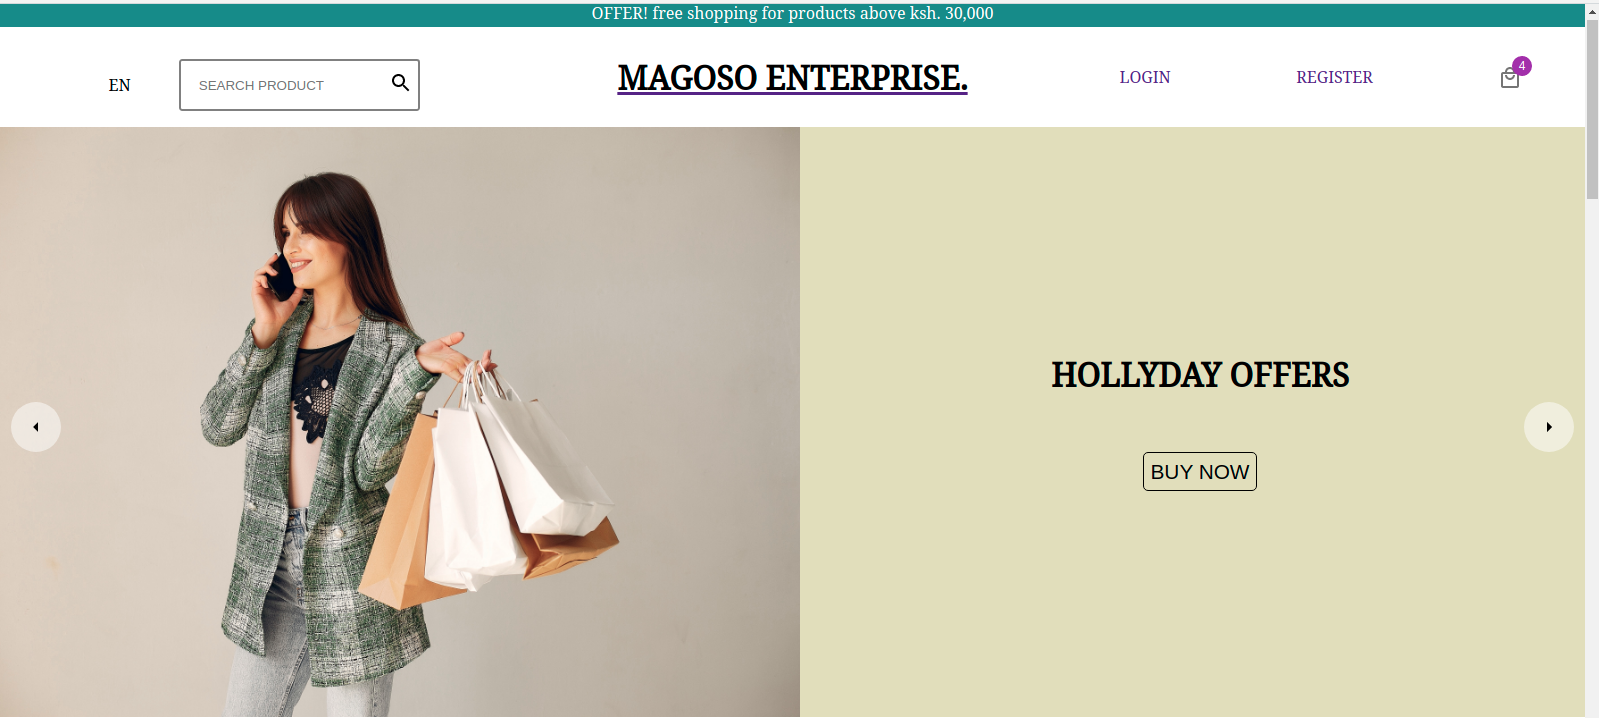 OFFER! free shopping for products above ksh. 30,000
EN
SEARCH PRODUCT
MAGOSO ENTERPRISE.
LOGIN
REGISTER
4
HOLLYDAY OFFERS
BUY NOW